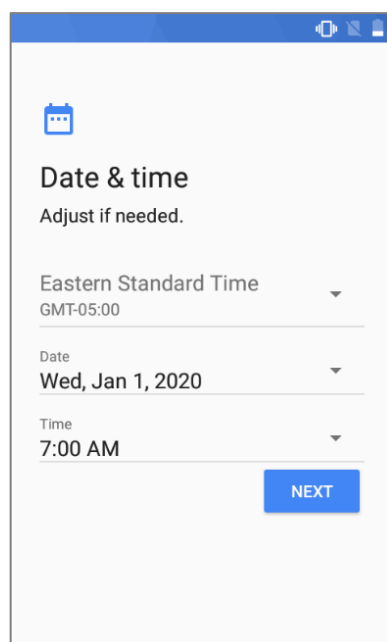 Date & time
Adjust if needed.
Eastern Standard Time
GMT-05:00
Date
Wed, Jan 1, 2020
Time
7:00 AM
NEXT